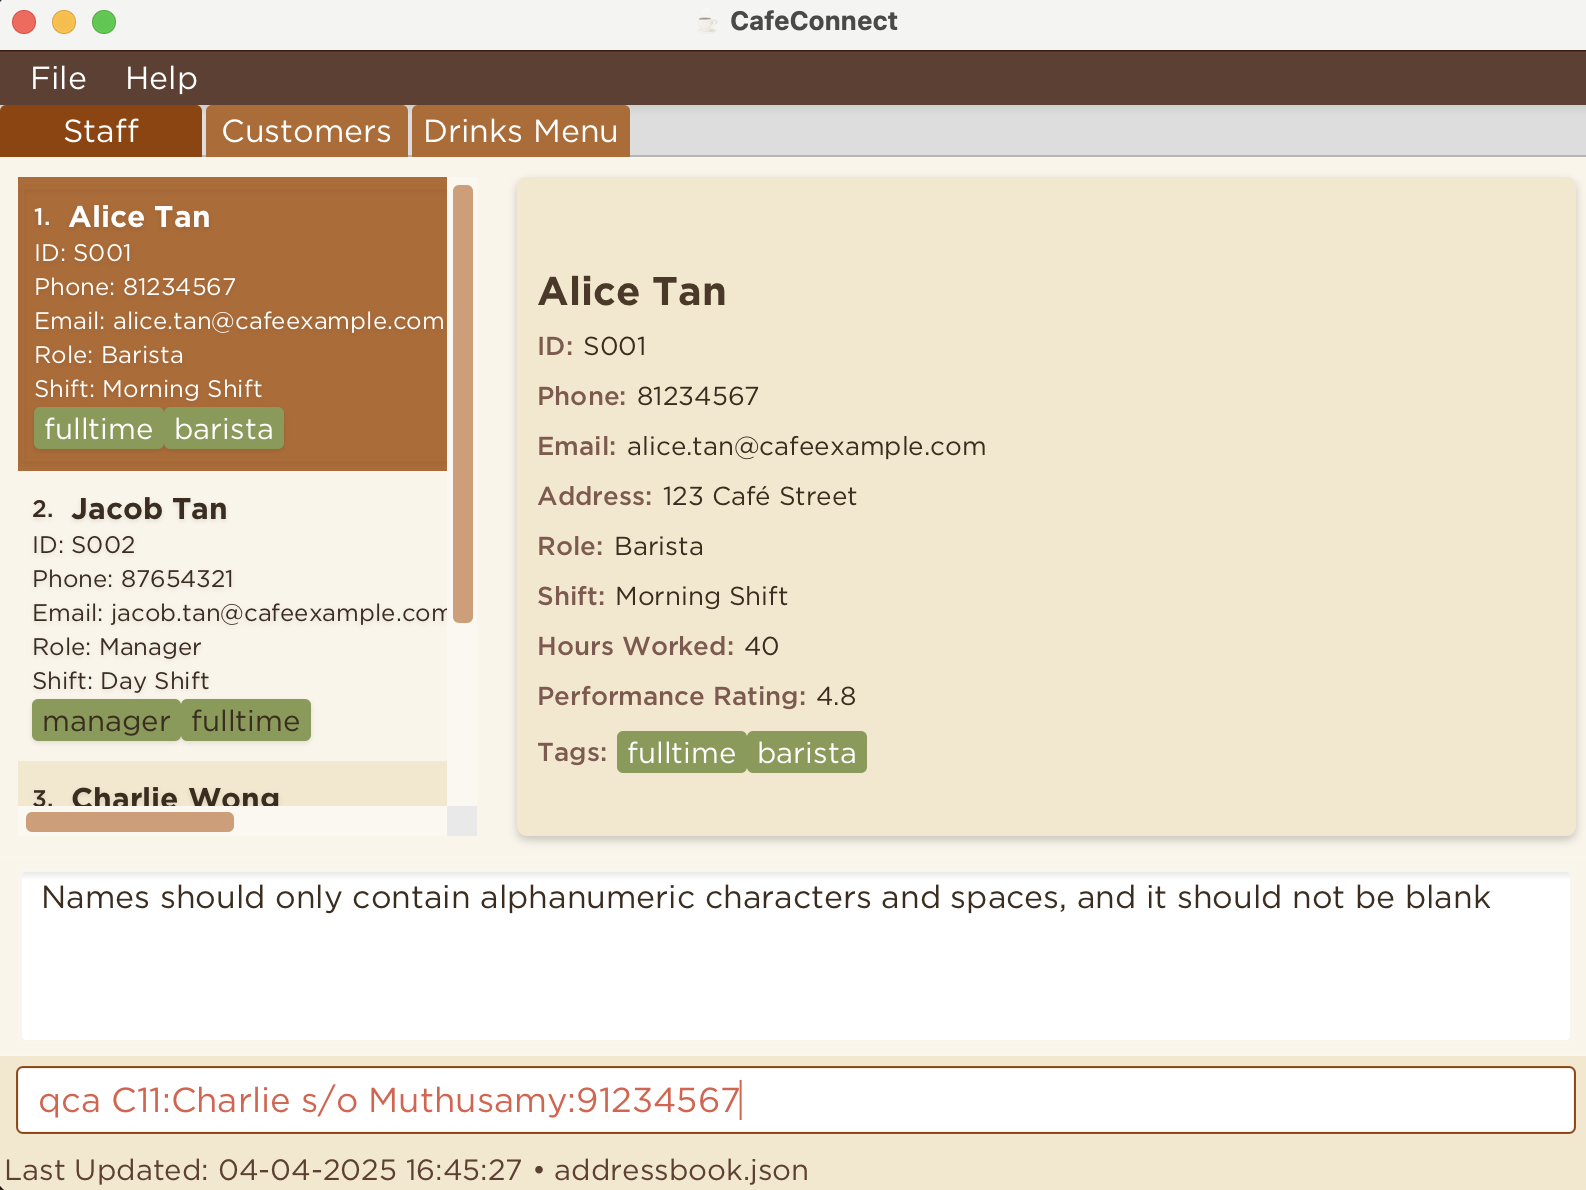 CafeConnect
File Help
Staff Customers Drinks Menu
1. Alice Tan
ID: S001
Phone: 81234567
Email: alice.tan@cafeexample.com
Role: Barista
Shift: Morning Shift
fulltime barista
2. Jacob Tan
ID: S002
Phone: 87654321
Email: jacob.tan@cafeexample.com
Role: Manager
Shift: Day Shift
manager fulltime
3. Charlie Wong
Alice Tan
ID: S001
Phone: 81234567
Email: alice.tan@cafeexample.com
Address: 123 Café Street
Role: Barista
Shift: Morning Shift
Hours Worked: 40
Performance Rating: 4.8
Tags: fulltime barista
Names should only contain alphanumeric characters and spaces, and it should not be blank
qca C11:Charlie s/o Muthusamy:91234567
Last Updated: 04-04-2025 16:45:27 • addressbook.json